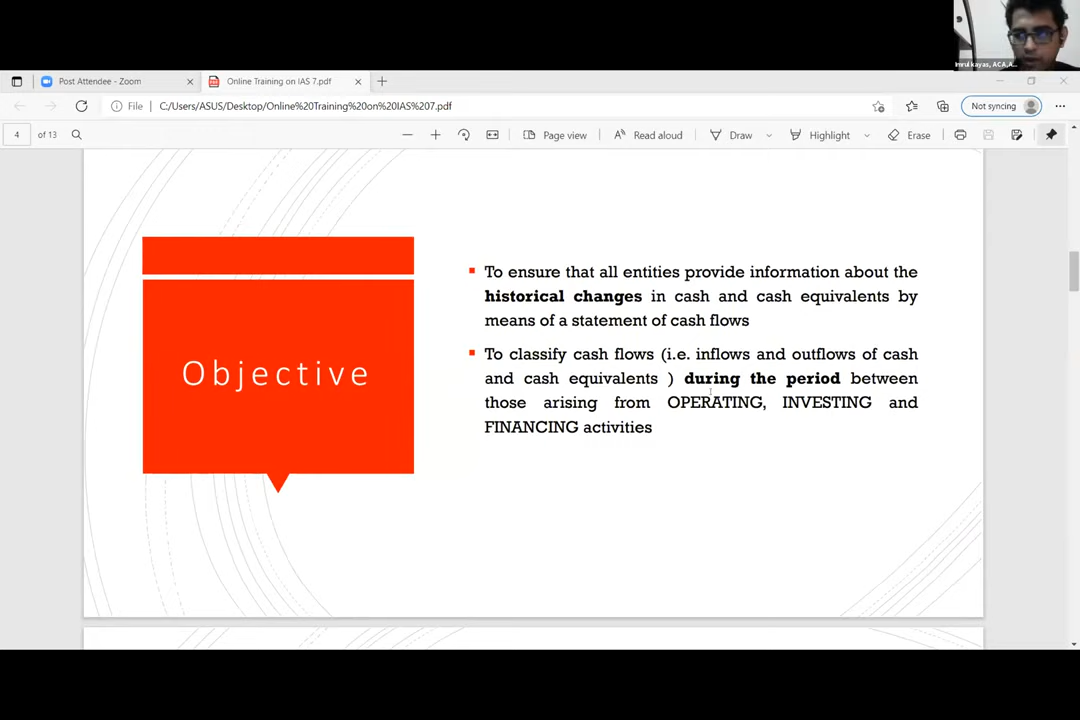 Imrul kayas, ACA,A...
Post Attendee - Zoom
Online Training on IAS 7.pdf
File
C:/Users/ASUS/Desktop/Online%20Training%20on%20IAS%207.pdf
Not syncing
4 of 13
Page view
Read aloud
Draw
Highlight
Erase
Objective
To ensure that all entities provide information about the
historical changes in cash and cash equivalents by
means of a statement of cash flows
To classify cash flows (i.e. inflows and outflows of cash
and cash equivalents ) during the period between
those arising from OPERATING, INVESTING and
FINANCING activities